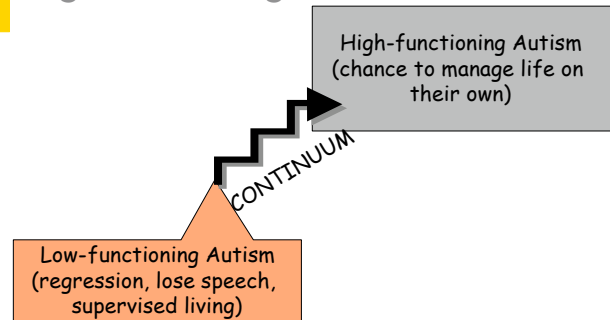 High-functioning Autism
(chance to manage life on
their own)
CONTINUUM
Low-functioning Autism
(regression, lose speech,
supervised living)